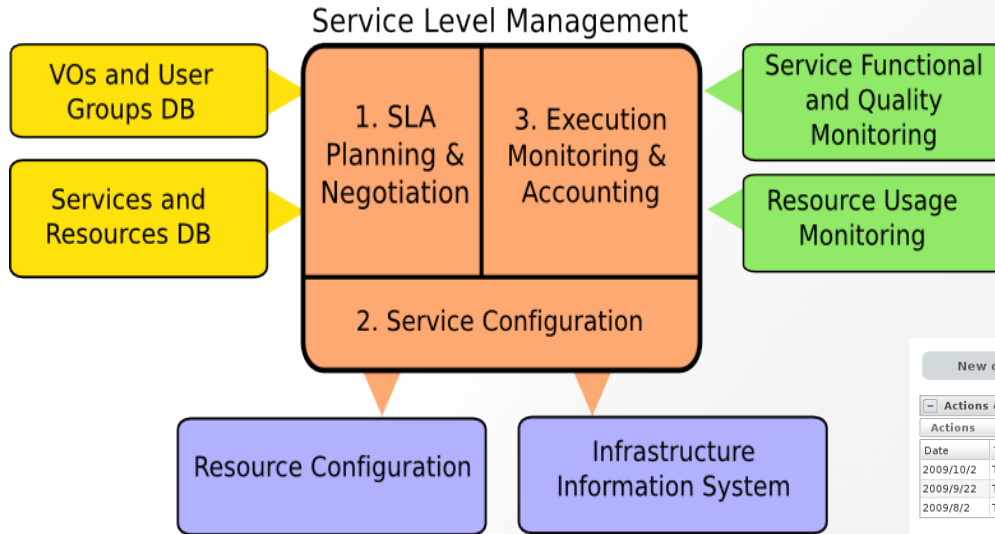 Service Level Management
VOs and User
Groups DB
Services and
Resources DB
1. SLA
Planning &
Negotiation
3. Execution
Monitoring &
Accounting
2. Service Configuration
Service Functional
and Quality
Monitoring
Resource Usage
Monitoring
Resource Configuration
Infrastructure
Information System
New
Actions
Actions
Date
2009/10/2
2009/9/22
2009/8/2